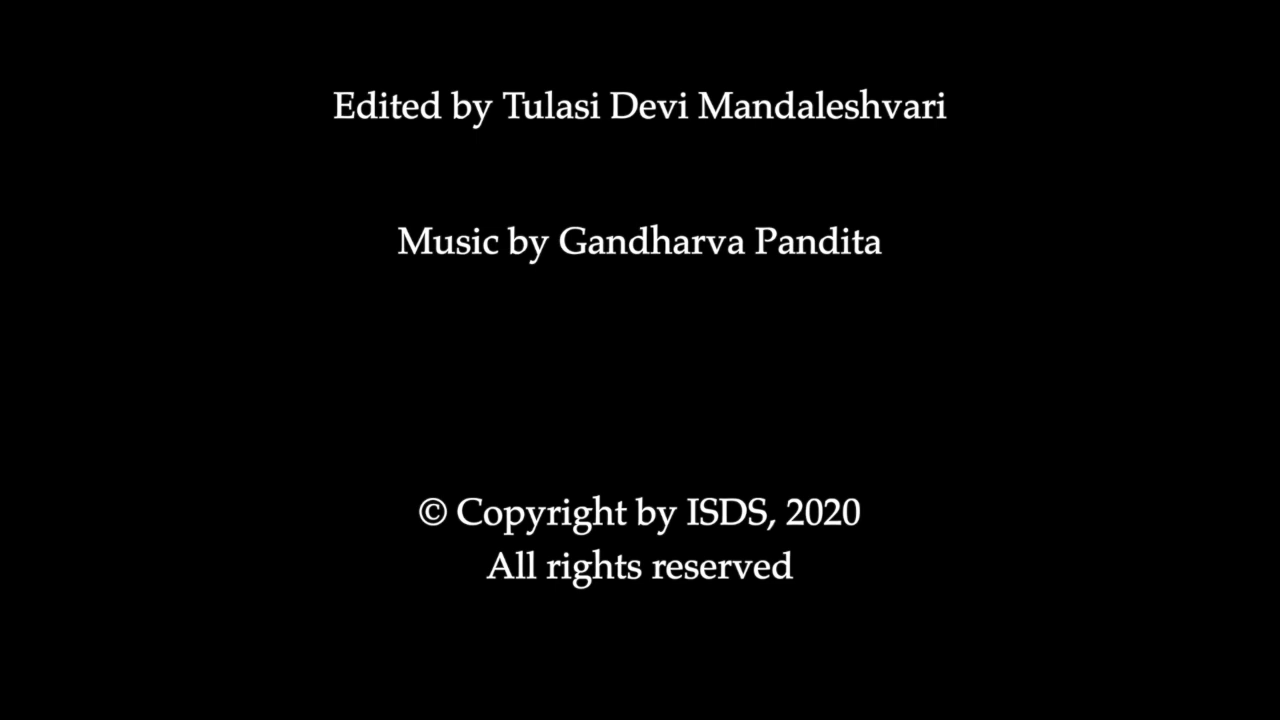 Edited by Tulasi Devi Mandaleshvari
Music by Gandharva Pandita
© Copyright by ISDS, 2020
All rights reserved